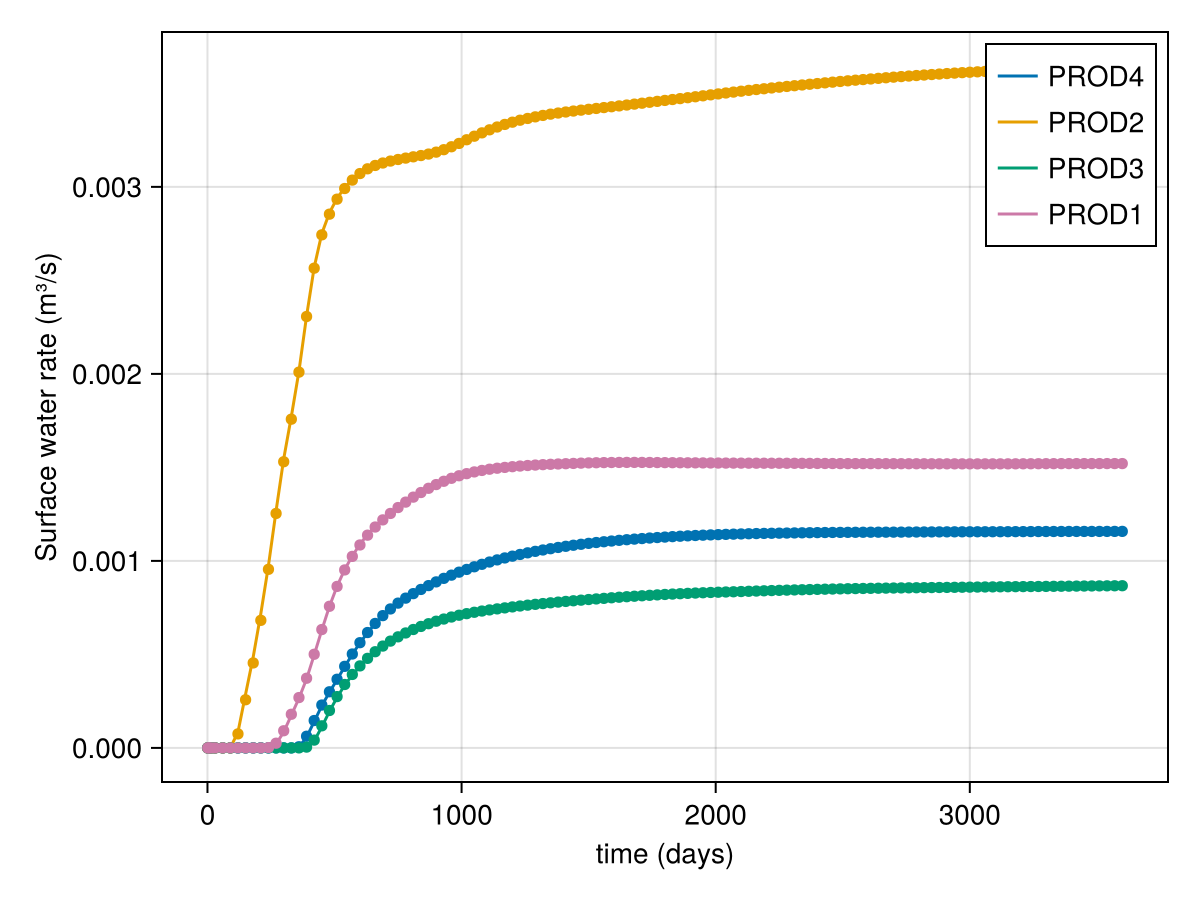 PROD4
PROD2
PROD3
PROD1
0.003
0.002
0.001
0.000
Surface water rate (m³/s)
0 1000 2000 3000
time (days)